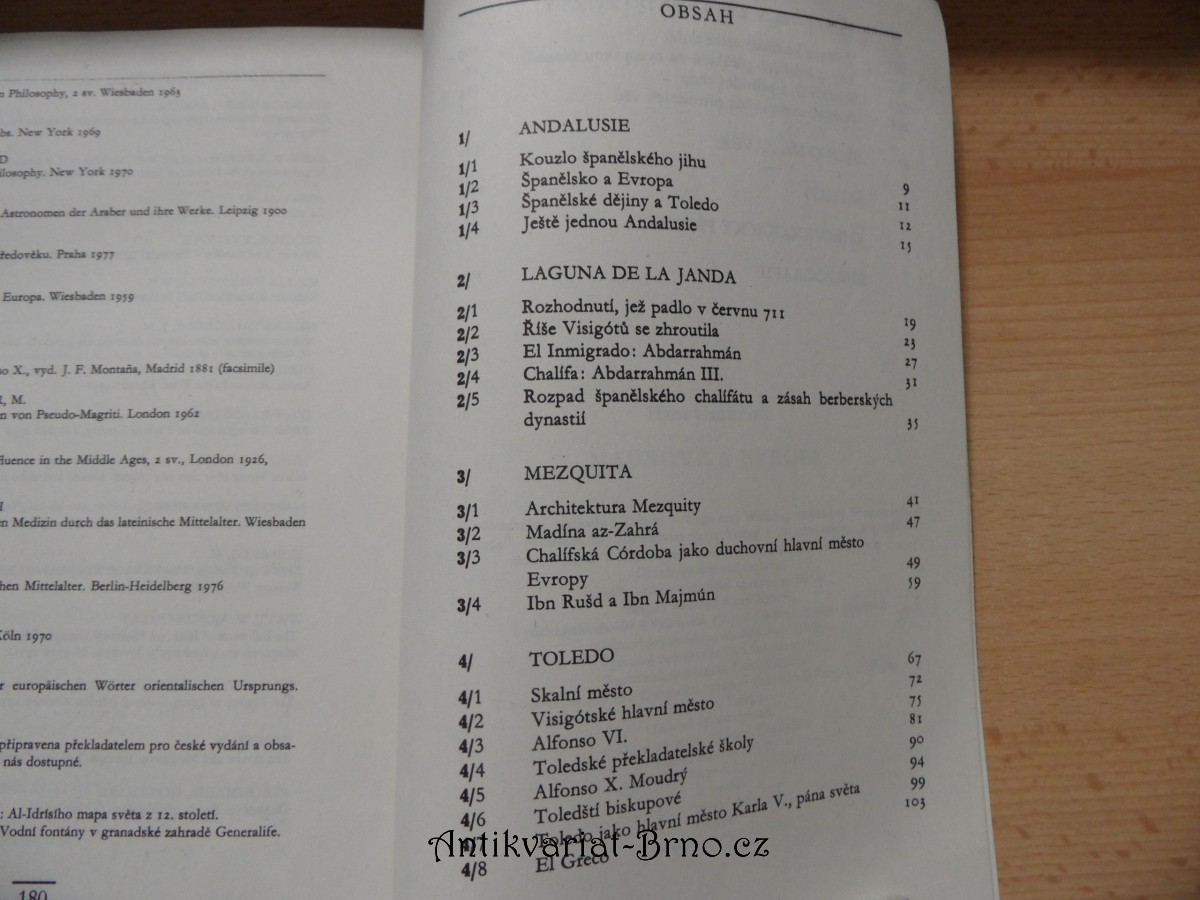 n Philosophy, 2 sv. Wiesbaden 1963
bs. New York 1969
D
ilosophy. New York 1970
Astronomen der Araber und ihre Werke. Leipzig 1900
ředověku. Praha 1977
Europa. Wiesbaden 1959
so X., vyd. J. F. Montaña, Madrid 1881 (facsimile)
, M.
n von Pseudo-Magriti. London 1962
luence in the Middle Ages, 2 sv., London 1926,
H
n Medizin durch das lateinische Mittelalter. Wiesbaden
chen Mittelalter. Berlin-Heidelberg 1976
Köln 1970
r europäischen Wörter orientalischen Ursprungs.
připravena překladatelem pro české vydání a obsa-
nás dostupné.
: Al-Idrísího mapa světa z 12. století.
Vodní fontány v granadské zahradě Generalife.
180
OBSAH
1/ ANDALUSIE
1/1 Kouzlo španělského jihu 9
1/2 Španělsko a Evropa 11
1/3 Španělské dějiny a Toledo 12
1/4 Ještě jednou Andalusie 15
2/ LAGUNA DE LA JANDA
2/1 Rozhodnutí, jež padlo v červnu 711 19
2/2 Říše Visigótů se zhroutila 23
2/3 El Inmigrado: Abdarrahmán 27
2/4 Chalífa: Abdarrahmán III. 31
2/5 Rozpad španělského chalífátu a zásah berberských
dynastií 35
3/ MEZQUITA
3/1 Architektura Mezquity 41
3/2 Madína az-Zahrá 47
3/3 Chalífská Córdoba jako duchovní hlavní město
Evropy 49
3/4 Ibn Rušd a Ibn Majmún 59
4/ TOLEDO
4/1 Skalní město 67
4/2 Visigótské hlavní město 72
4/3 Alfonso VI. 75
4/4 Toledské překladatelské školy 81
4/5 Alfonso X. Moudrý 90
4/6 Toledští biskupové 94
4/7 Toledo jako hlavní město Karla V., pána světa 99
4/8 El Greco 103
Antikvariat-Brno.cz